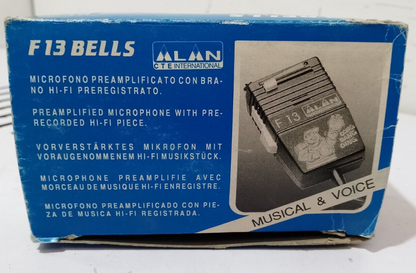 F13 BELLS
ALAN
CTE INTERNATIONAL
MICROFONO PREAMPLIFICATO CON BRA-
NO HI-FI PREREGISTRATO.
PREAMPLIFIED MICROPHONE WITH PRE-
RECORDED HI-FI PIECE.
VORVERSTÄRKTES MIKROFON MIT
VORAUGENOMMENEM HI-FI MUSIKSTÜCK.
MICROPHONE PREAMPLIFIE AVEC
MORCEAU DE MUSIQUE HI-FI ENREGISTRE.
MICROFONO PREAMPLIFICADO CON PIE-
ZA DE MUSICA HI-FI REGISTRADA.
F 13 ALAN
MUSICAL & VOICE